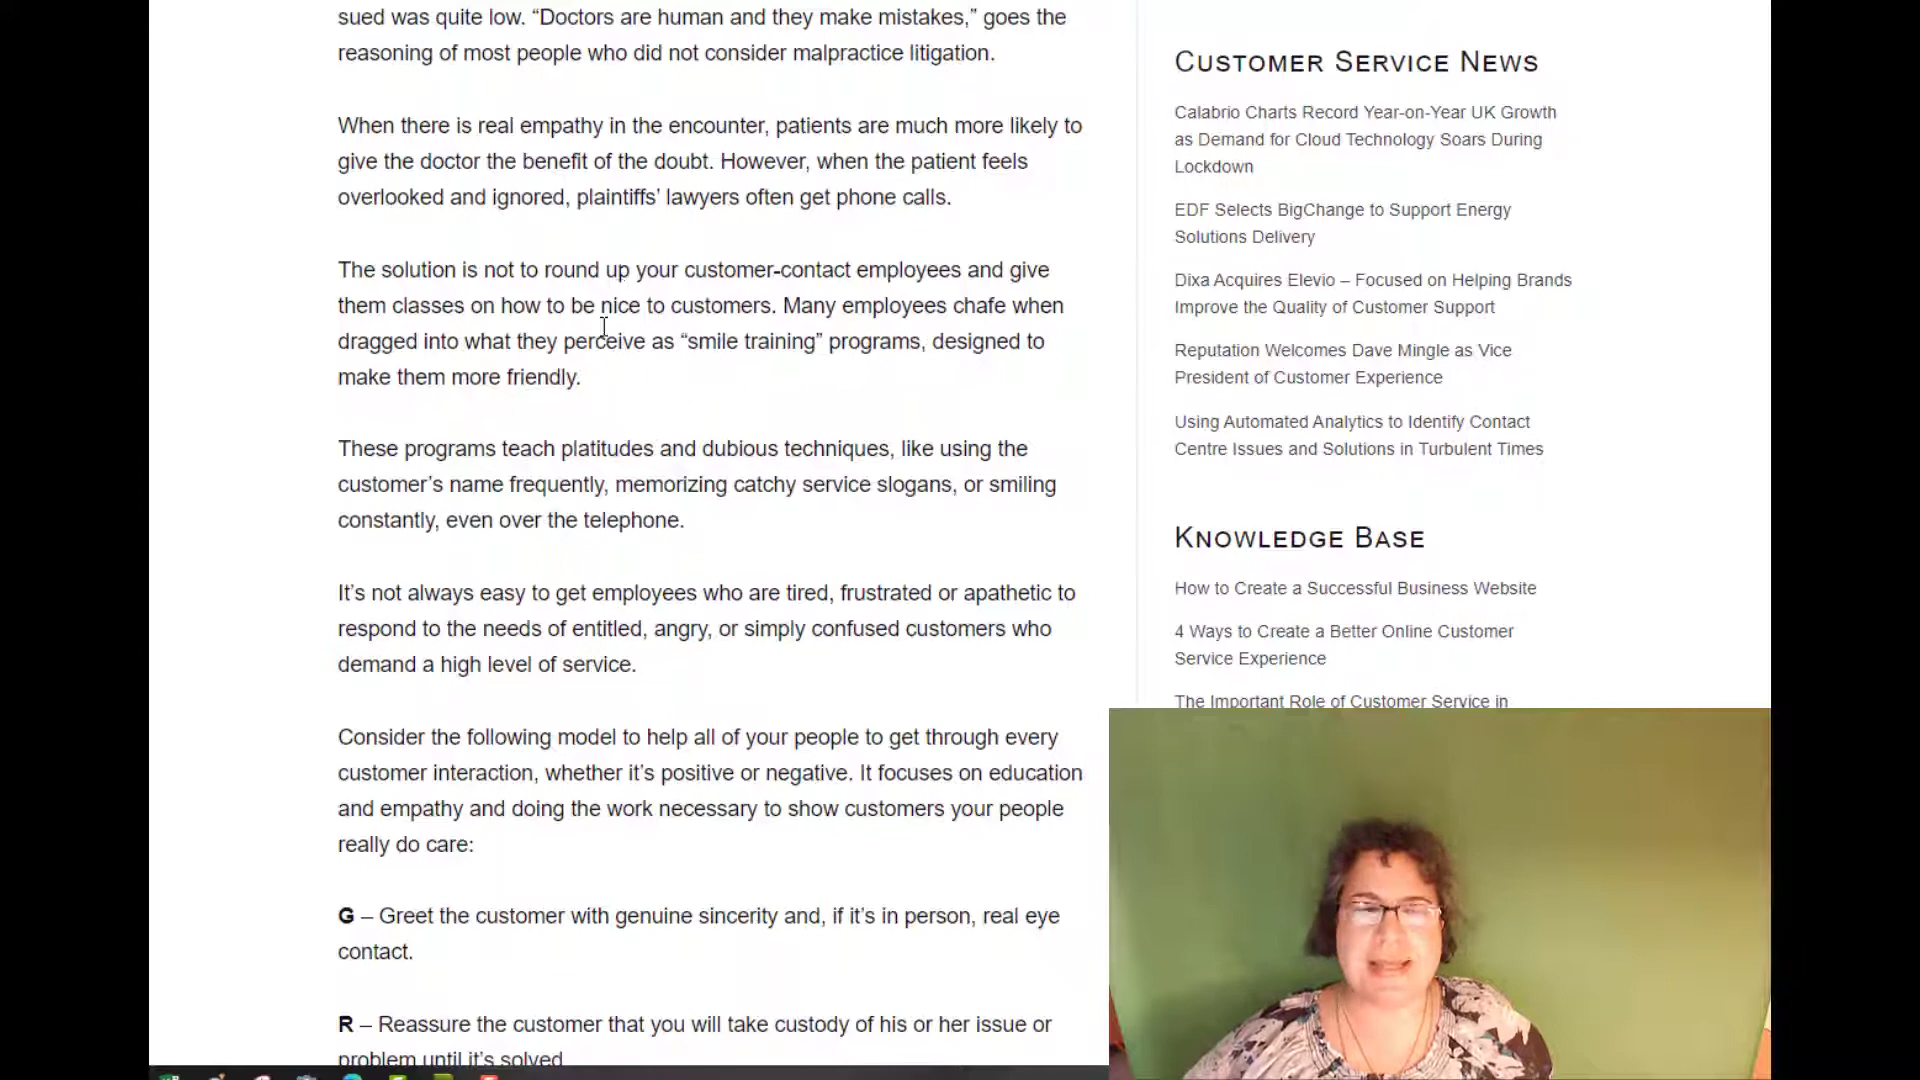 sued was quite low. “Doctors are human and they make mistakes,” goes the
reasoning of most people who did not consider malpractice litigation.
When there is real empathy in the encounter, patients are much more likely to
give the doctor the benefit of the doubt. However, when the patient feels
overlooked and ignored, plaintiffs’ lawyers often get phone calls.
The solution is not to round up your customer-contact employees and give
them classes on how to be nice to customers. Many employees chafe when
dragged into what they perceive as “smile training” programs, designed to
make them more friendly.
These programs teach platitudes and dubious techniques, like using the
customer’s name frequently, memorizing catchy service slogans, or smiling
constantly, even over the telephone.
It’s not always easy to get employees who are tired, frustrated or apathetic to
respond to the needs of entitled, angry, or simply confused customers who
demand a high level of service.
Consider the following model to help all of your people to get through every
customer interaction, whether it’s positive or negative. It focuses on education
and empathy and doing the work necessary to show customers your people
really do care:
G – Greet the customer with genuine sincerity and, if it’s in person, real eye
contact.
R – Reassure the customer that you will take custody of his or her issue or
problem until it’s solved
Customer Service News
Calabrio Charts Record Year-on-Year UK Growth
as Demand for Cloud Technology Soars During
Lockdown
EDF Selects BigChange to Support Energy
Solutions Delivery
Dixa Acquires Elevio – Focused on Helping Brands
Improve the Quality of Customer Support
Reputation Welcomes Dave Mingle as Vice
President of Customer Experience
Using Automated Analytics to Identify Contact
Centre Issues and Solutions in Turbulent Times
Knowledge Base
How to Create a Successful Business Website
4 Ways to Create a Better Online Customer
Service Experience
The Important Role of Customer Service in